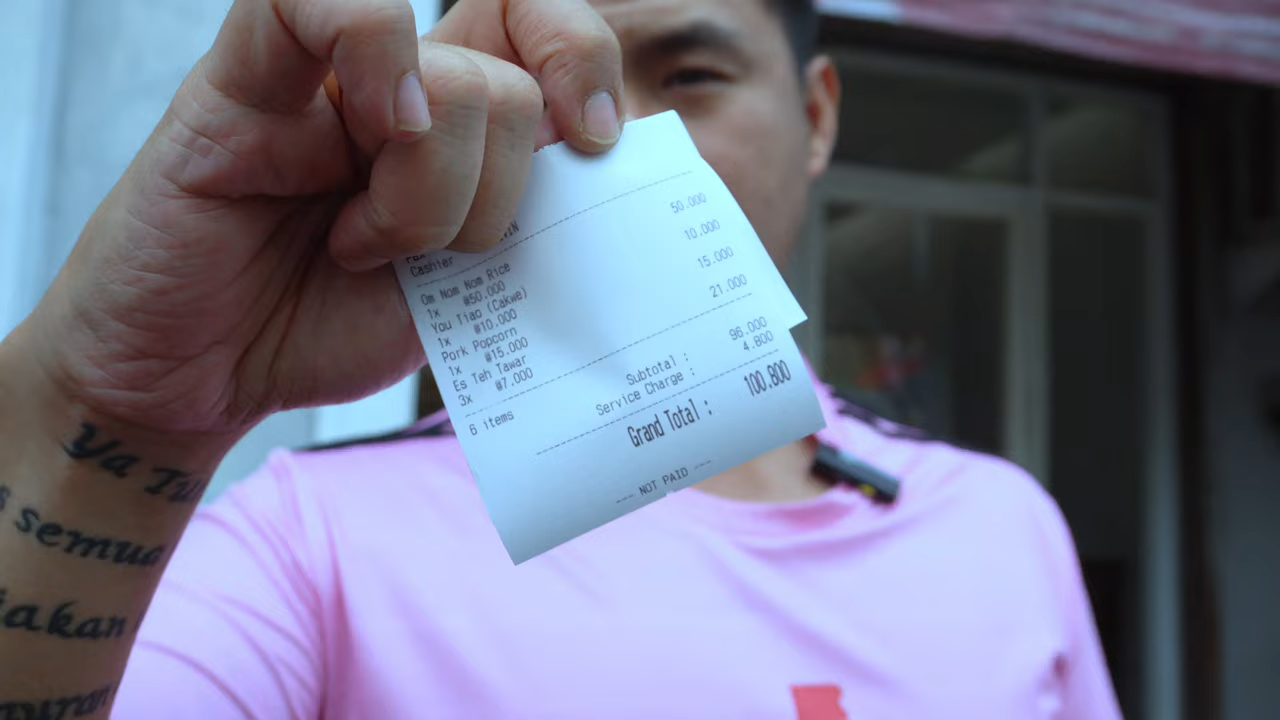 Cashier
Om Nom Nom Rice
1x @50.000 50.000
You Tiao (Cakwe)
1x @10.000 10.000
Pork Popcorn
1x @15.000 15.000
Es Teh Tawar
3x @7.000 21.000
6 items
Subtotal : 96.000
Service Charge : 4.800
Grand Total : 100.800
--- NOT PAID ---
Ya
semua